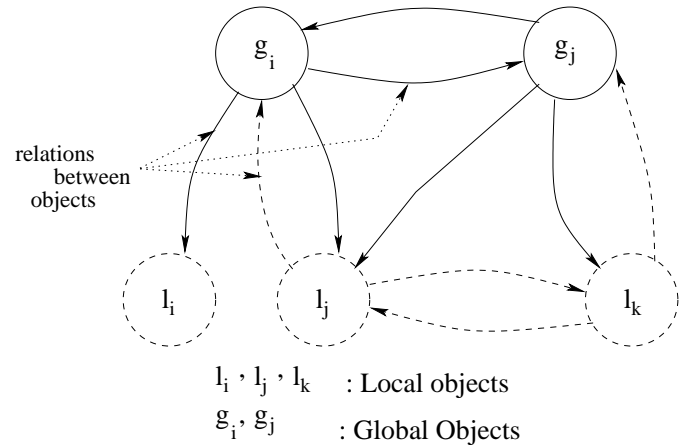 g_i
g_j
relations
between
objects
l_i
l_j
l_k
l_i , l_j , l_k : Local objects
g_i, g_j : Global Objects